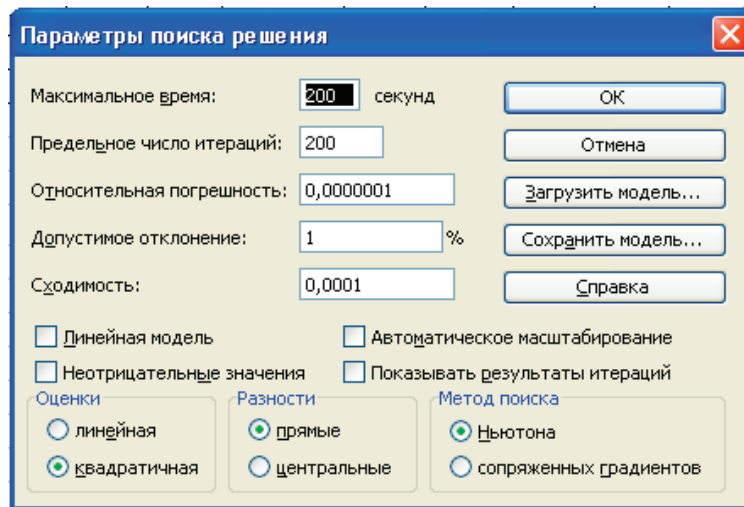 Параметры поиска решения
Максимальное время: 200 секунд OK
Предельное число итераций: 200 Отмена
Относительная погрешность: 0,0000001 Загрузить модель...
Допустимое отклонение: 1 % Сохранить модель...
Сходимость: 0,0001 Справка
Линейная модель Автоматическое масштабирование
Неотрицательные значения Показывать результаты итераций
Оценки Разности Метод поиска
линейная прямые Ньютона
квадратичная центральные сопряженных градиентов